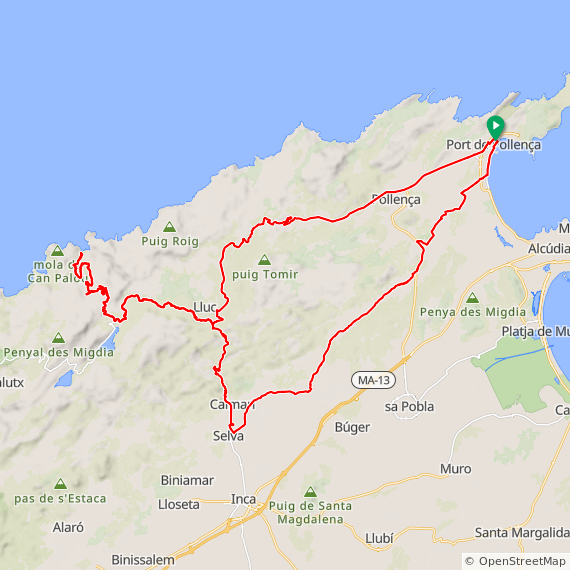 Port de Pollença
Pollença
Puig Roig
mola de
Can Palou
puig Tomir
Alcúdia
Lluc
Penya des Migdia
Penyal des Migdia
Platja de Mu
alutx
MA-13
Caimari
sa Pobla
Ca
Búger
Selva
Muro
Biniamar
pas de s'Estaca
Inca
Lloseta
Puig de Santa
Magdalena
Alaró
Llubí
Santa Margalida
Binissalem
© OpenStreetMap